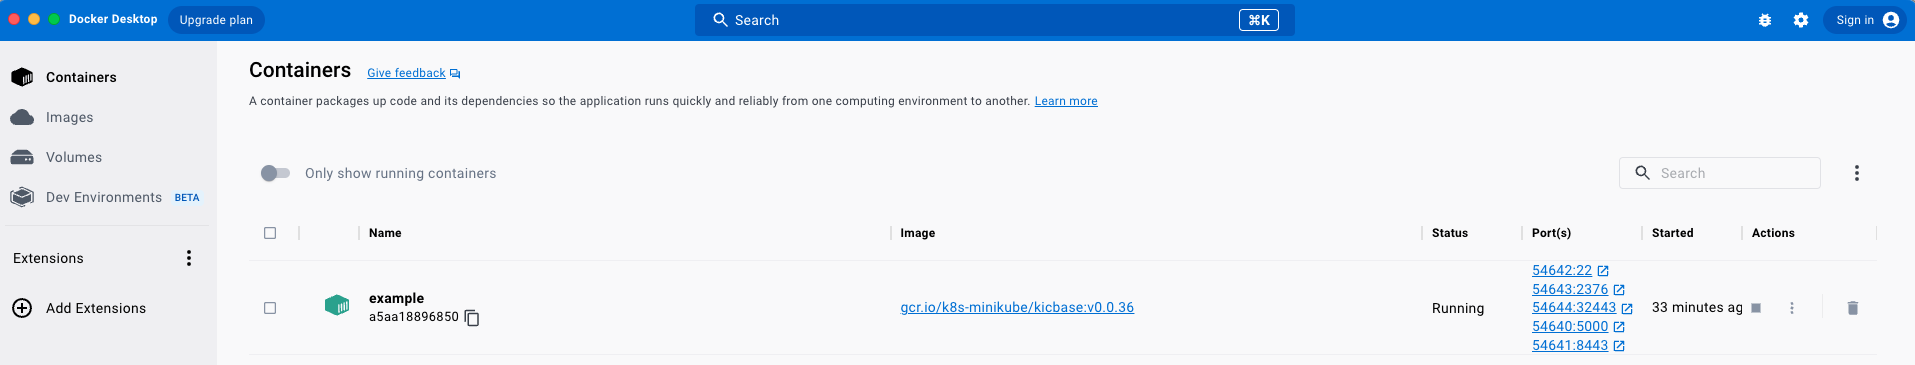 Docker Desktop
Upgrade plan
Search
⌘K
Sign in
Containers
Images
Volumes
Dev Environments BETA
Extensions
Add Extensions
Containers Give feedback
A container packages up code and its dependencies so the application runs quickly and reliably from one computing environment to another. Learn more
Only show running containers
Search
Name Image Status Port(s) Started Actions
example
a5aa18896850
gcr.io/k8s-minikube/kicbase:v0.0.36
Running
54642:22
54643:2376
54644:32443
54640:5000
54641:8443
33 minutes ag